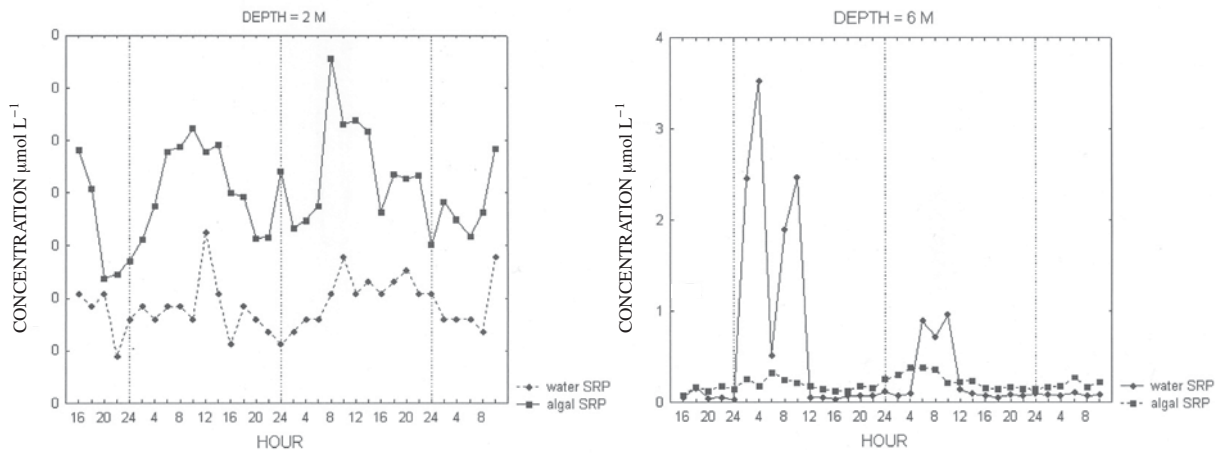 DEPTH = 2 M
CONCENTRATION μmol L⁻¹
0
0
0
0
0
0
0
0
16 20 24 4 8 12 16 20 24 4 8 12 16 20 24 4 8
HOUR
water SRP
algal SRP
DEPTH = 6 M
CONCENTRATION μmol L⁻¹
4
3
2
1
0
16 20 24 4 8 12 16 20 24 4 8 12 16 20 24 4 8
HOUR
water SRP
algal SRP